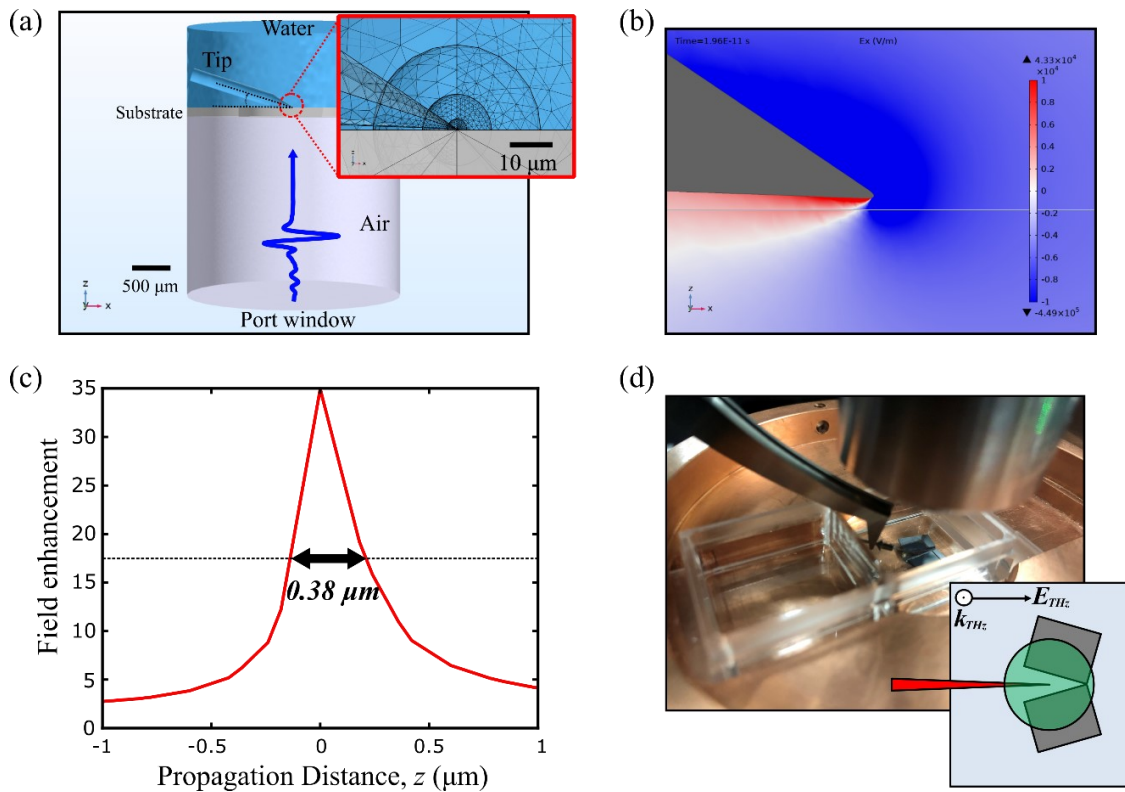 (a)
Water
Tip
Substrate
Air
500 μm
Port window
z
y
x
10 μm
z
x
(b)
Time=1.96E-11 s
Ex (V/m)
▲ 4.33×10⁴
×10⁴
1
0.8
0.6
0.4
0.2
0
-0.2
-0.4
-0.6
-0.8
-1
▼ -4.49×10⁵
z
y
x
(c)
Field enhancement
35
30
25
20
15
10
5
0
0.38 μm
-1
-0.5
0
0.5
1
Propagation Distance, z (μm)
(d)
E_THz
k_THz